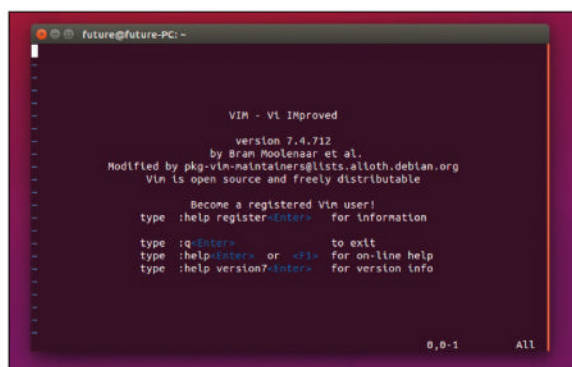 future@future-PC: ~
~
~
~
~
~
VIM - Vi IMproved
~
version 7.4.712
by Bram Moolenaar et al.
Modified by pkg-vim-maintainers@lists.alioth.debian.org
Vim is open source and freely distributable
~
Become a registered Vim user!
type :help register<Enter> for information
~
type :q<Enter> to exit
type :help<Enter> or <F1> for on-line help
type :help version7<Enter> for version info
~
~
~
~
0,0-1 All